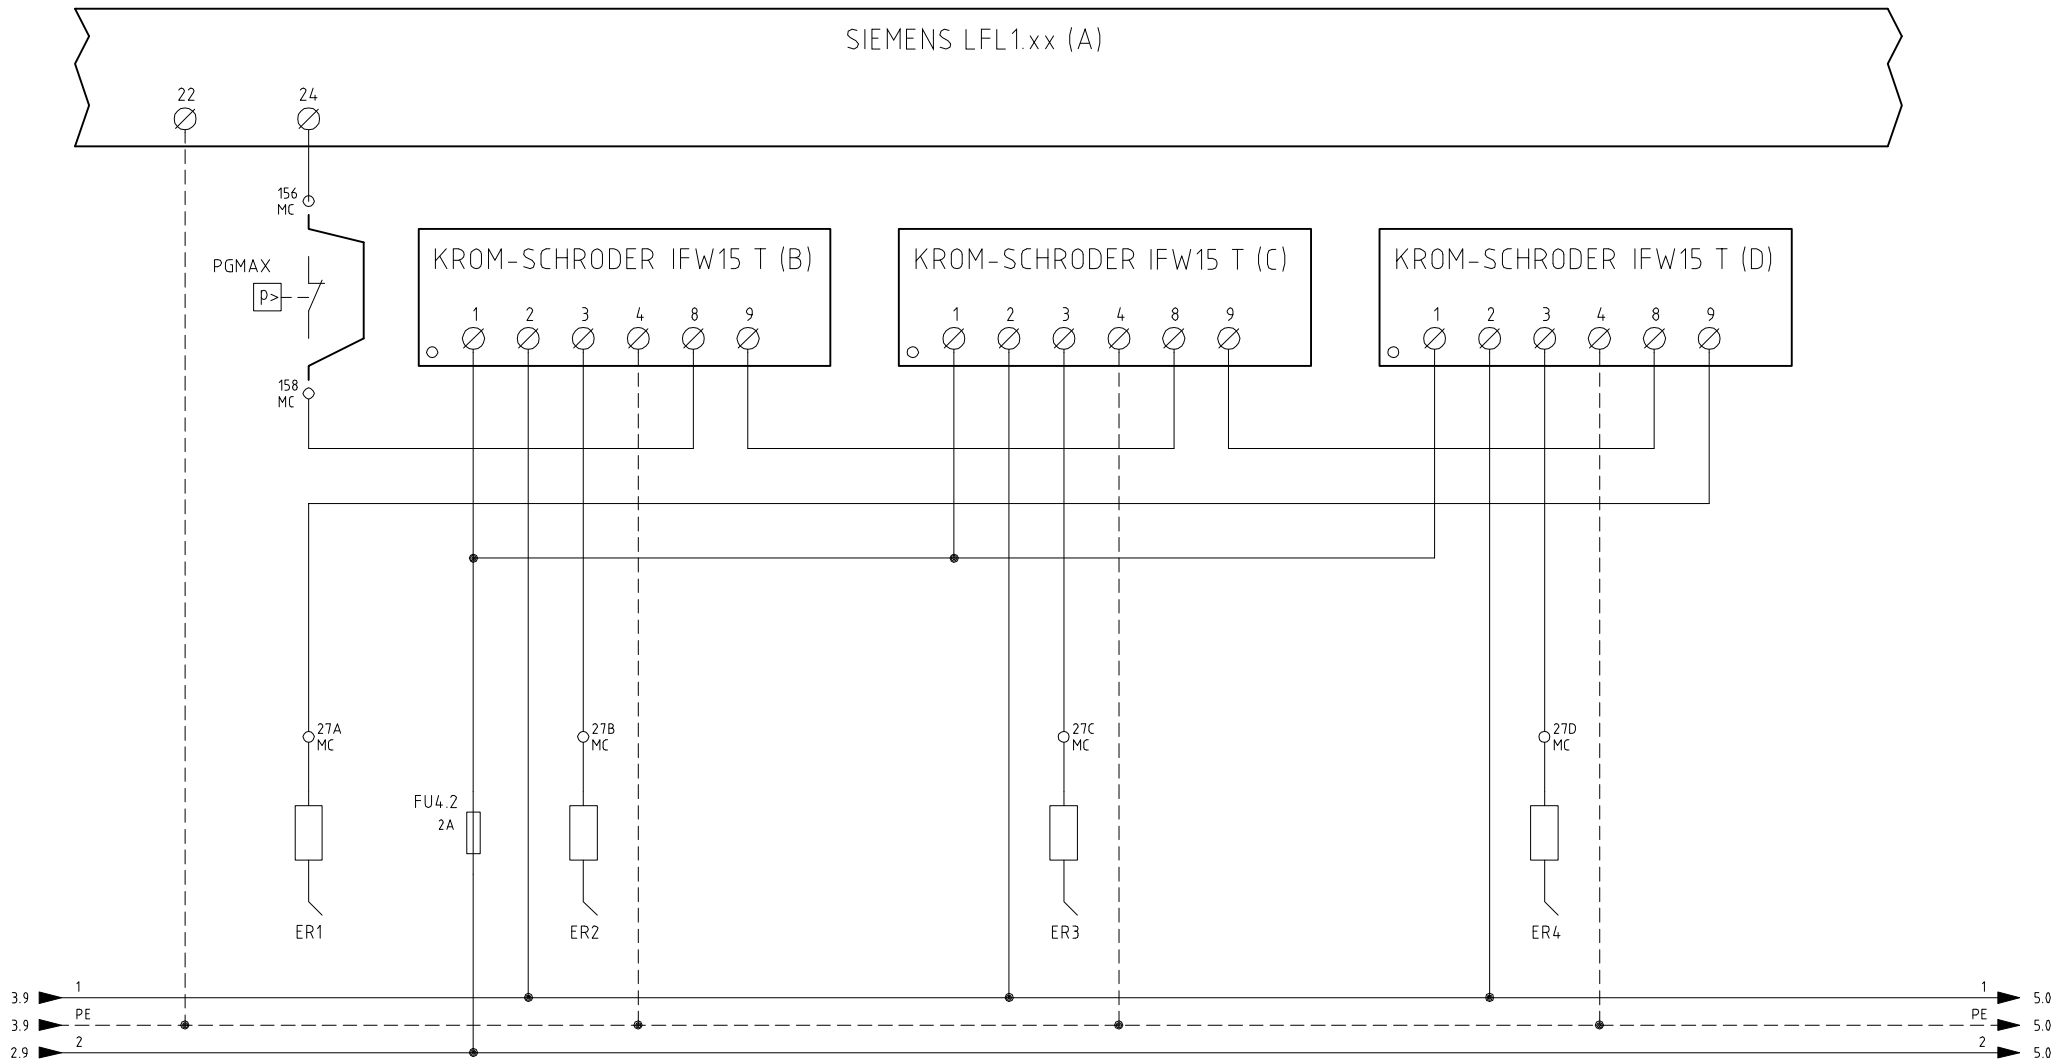 SIEMENS LFL1.xx (A)
22
24
156
MC
PGMAX
P>
158
MC
KROM-SCHRODER IFW15 T (B)
1 2 3 4 8 9
KROM-SCHRODER IFW15 T (C)
1 2 3 4 8 9
KROM-SCHRODER IFW15 T (D)
1 2 3 4 8 9
27A
MC
27B
MC
27C
MC
27D
MC
FU4.2
2A
ER1
ER2
ER3
ER4
3.9 1 1 5.0
3.9 PE PE 5.0
2.9 2 2 5.0